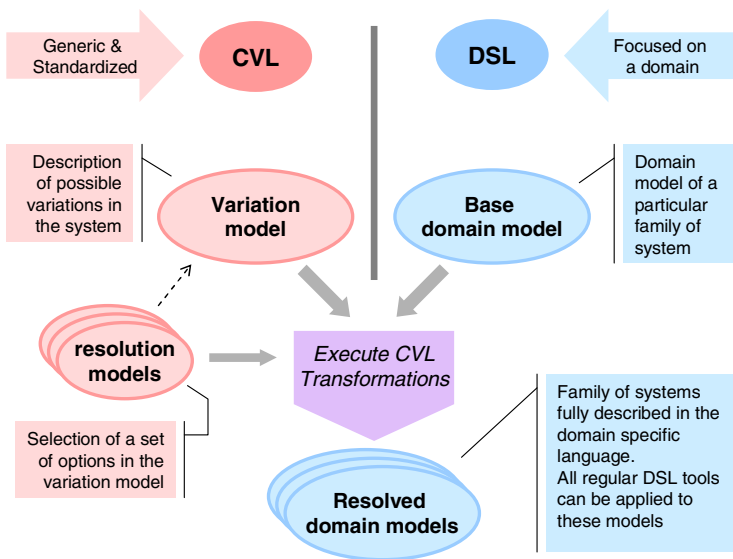 Generic &
Standardized
CVL
DSL
Focused on
a domain
Description
of possible
variations in
the system
Variation
model
Base
domain model
Domain
model of a
particular
family of
system
resolution
models
Execute CVL
Transformations
Selection of a set
of options in the
variation model
Resolved
domain models
Family of systems
fully described in the
domain specific
language.
All regular DSL tools
can be applied to
these models